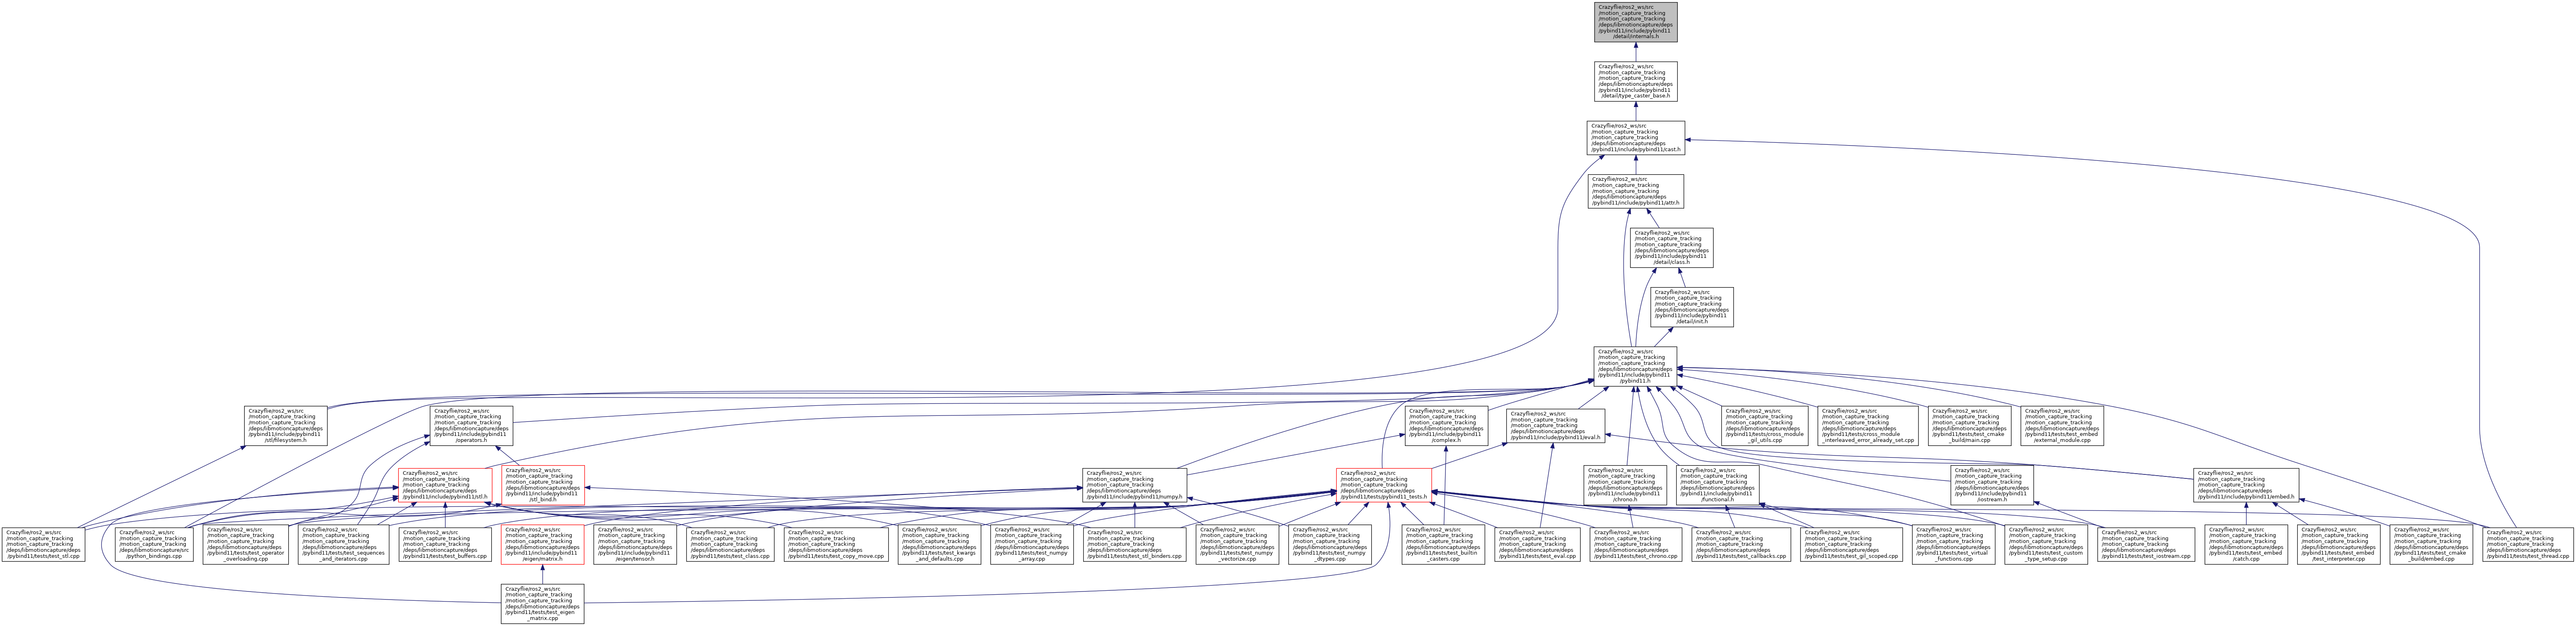 Crazyflie/ros2_ws/src
/motion_capture_tracking
/motion_capture_tracking
/deps/libmotioncapture/deps
/pybind11/include/pybind11
/detail/internals.h
Crazyflie/ros2_ws/src
/motion_capture_tracking
/motion_capture_tracking
/deps/libmotioncapture/deps
/pybind11/include/pybind11
/detail/type_caster_base.h
Crazyflie/ros2_ws/src
/motion_capture_tracking
/motion_capture_tracking
/deps/libmotioncapture/deps
/pybind11/include/pybind11/cast.h
Crazyflie/ros2_ws/src
/motion_capture_tracking
/motion_capture_tracking
/deps/libmotioncapture/deps
/pybind11/include/pybind11/attr.h
Crazyflie/ros2_ws/src
/motion_capture_tracking
/motion_capture_tracking
/deps/libmotioncapture/deps
/pybind11/include/pybind11
/detail/class.h
Crazyflie/ros2_ws/src
/motion_capture_tracking
/motion_capture_tracking
/deps/libmotioncapture/deps
/pybind11/include/pybind11
/detail/init.h
Crazyflie/ros2_ws/src
/motion_capture_tracking
/motion_capture_tracking
/deps/libmotioncapture/deps
/pybind11/include/pybind11
/pybind11.h
Crazyflie/ros2_ws/src
/motion_capture_tracking
/motion_capture_tracking
/deps/libmotioncapture/deps
/pybind11/include/pybind11
/stl/filesystem.h
Crazyflie/ros2_ws/src
/motion_capture_tracking
/motion_capture_tracking
/deps/libmotioncapture/deps
/pybind11/include/pybind11
/operators.h
Crazyflie/ros2_ws/src
/motion_capture_tracking
/motion_capture_tracking
/deps/libmotioncapture/deps
/pybind11/include/pybind11
/complex.h
Crazyflie/ros2_ws/src
/motion_capture_tracking
/motion_capture_tracking
/deps/libmotioncapture/deps
/pybind11/include/pybind11/eval.h
Crazyflie/ros2_ws/src
/motion_capture_tracking
/motion_capture_tracking
/deps/libmotioncapture/deps
/pybind11/tests/cross_module
_gil_utils.cpp
Crazyflie/ros2_ws/src
/motion_capture_tracking
/motion_capture_tracking
/deps/libmotioncapture/deps
/pybind11/tests/cross_module
_interleaved_error_already_set.cpp
Crazyflie/ros2_ws/src
/motion_capture_tracking
/motion_capture_tracking
/deps/libmotioncapture/deps
/pybind11/tests/test_cmake
_build/main.cpp
Crazyflie/ros2_ws/src
/motion_capture_tracking
/motion_capture_tracking
/deps/libmotioncapture/deps
/pybind11/tests/test_embed
/external_module.cpp
Crazyflie/ros2_ws/src
/motion_capture_tracking
/motion_capture_tracking
/deps/libmotioncapture/deps
/pybind11/include/pybind11/stl.h
Crazyflie/ros2_ws/src
/motion_capture_tracking
/motion_capture_tracking
/deps/libmotioncapture/deps
/pybind11/include/pybind11
/stl_bind.h
Crazyflie/ros2_ws/src
/motion_capture_tracking
/motion_capture_tracking
/deps/libmotioncapture/deps
/pybind11/include/pybind11/numpy.h
Crazyflie/ros2_ws/src
/motion_capture_tracking
/motion_capture_tracking
/deps/libmotioncapture/deps
/pybind11/tests/pybind11_tests.h
Crazyflie/ros2_ws/src
/motion_capture_tracking
/motion_capture_tracking
/deps/libmotioncapture/deps
/pybind11/include/pybind11
/chrono.h
Crazyflie/ros2_ws/src
/motion_capture_tracking
/motion_capture_tracking
/deps/libmotioncapture/deps
/pybind11/include/pybind11
/functional.h
Crazyflie/ros2_ws/src
/motion_capture_tracking
/motion_capture_tracking
/deps/libmotioncapture/deps
/pybind11/include/pybind11
/iostream.h
Crazyflie/ros2_ws/src
/motion_capture_tracking
/motion_capture_tracking
/deps/libmotioncapture/deps
/pybind11/include/pybind11/embed.h
Crazyflie/ros2_ws/src
/motion_capture_tracking
/motion_capture_tracking
/deps/libmotioncapture/deps
/pybind11/tests/test_stl.cpp
Crazyflie/ros2_ws/src
/motion_capture_tracking
/motion_capture_tracking
/deps/libmotioncapture/src
/python_bindings.cpp
Crazyflie/ros2_ws/src
/motion_capture_tracking
/motion_capture_tracking
/deps/libmotioncapture/deps
/pybind11/tests/test_operator
_overloading.cpp
Crazyflie/ros2_ws/src
/motion_capture_tracking
/motion_capture_tracking
/deps/libmotioncapture/deps
/pybind11/tests/test_sequences
_and_iterators.cpp
Crazyflie/ros2_ws/src
/motion_capture_tracking
/motion_capture_tracking
/deps/libmotioncapture/deps
/pybind11/tests/test_buffers.cpp
Crazyflie/ros2_ws/src
/motion_capture_tracking
/motion_capture_tracking
/deps/libmotioncapture/deps
/pybind11/include/pybind11
/eigen/matrix.h
Crazyflie/ros2_ws/src
/motion_capture_tracking
/motion_capture_tracking
/deps/libmotioncapture/deps
/pybind11/include/pybind11
/eigen/tensor.h
Crazyflie/ros2_ws/src
/motion_capture_tracking
/motion_capture_tracking
/deps/libmotioncapture/deps
/pybind11/tests/test_class.cpp
Crazyflie/ros2_ws/src
/motion_capture_tracking
/motion_capture_tracking
/deps/libmotioncapture/deps
/pybind11/tests/test_copy_move.cpp
Crazyflie/ros2_ws/src
/motion_capture_tracking
/motion_capture_tracking
/deps/libmotioncapture/deps
/pybind11/tests/test_kwargs
_and_defaults.cpp
Crazyflie/ros2_ws/src
/motion_capture_tracking
/motion_capture_tracking
/deps/libmotioncapture/deps
/pybind11/tests/test_numpy
_array.cpp
Crazyflie/ros2_ws/src
/motion_capture_tracking
/motion_capture_tracking
/deps/libmotioncapture/deps
/pybind11/tests/test_stl_binders.cpp
Crazyflie/ros2_ws/src
/motion_capture_tracking
/motion_capture_tracking
/deps/libmotioncapture/deps
/pybind11/tests/test_numpy
_vectorize.cpp
Crazyflie/ros2_ws/src
/motion_capture_tracking
/motion_capture_tracking
/deps/libmotioncapture/deps
/pybind11/tests/test_numpy
_dtypes.cpp
Crazyflie/ros2_ws/src
/motion_capture_tracking
/motion_capture_tracking
/deps/libmotioncapture/deps
/pybind11/tests/test_builtin
_casters.cpp
Crazyflie/ros2_ws/src
/motion_capture_tracking
/motion_capture_tracking
/deps/libmotioncapture/deps
/pybind11/tests/test_eval.cpp
Crazyflie/ros2_ws/src
/motion_capture_tracking
/motion_capture_tracking
/deps/libmotioncapture/deps
/pybind11/tests/test_chrono.cpp
Crazyflie/ros2_ws/src
/motion_capture_tracking
/motion_capture_tracking
/deps/libmotioncapture/deps
/pybind11/tests/test_callbacks.cpp
Crazyflie/ros2_ws/src
/motion_capture_tracking
/motion_capture_tracking
/deps/libmotioncapture/deps
/pybind11/tests/test_gil_scoped.cpp
Crazyflie/ros2_ws/src
/motion_capture_tracking
/motion_capture_tracking
/deps/libmotioncapture/deps
/pybind11/tests/test_virtual
_functions.cpp
Crazyflie/ros2_ws/src
/motion_capture_tracking
/motion_capture_tracking
/deps/libmotioncapture/deps
/pybind11/tests/test_custom
_type_setup.cpp
Crazyflie/ros2_ws/src
/motion_capture_tracking
/motion_capture_tracking
/deps/libmotioncapture/deps
/pybind11/tests/test_iostream.cpp
Crazyflie/ros2_ws/src
/motion_capture_tracking
/motion_capture_tracking
/deps/libmotioncapture/deps
/pybind11/tests/test_embed
/catch.cpp
Crazyflie/ros2_ws/src
/motion_capture_tracking
/motion_capture_tracking
/deps/libmotioncapture/deps
/pybind11/tests/test_embed
/test_interpreter.cpp
Crazyflie/ros2_ws/src
/motion_capture_tracking
/motion_capture_tracking
/deps/libmotioncapture/deps
/pybind11/tests/test_cmake
_build/embed.cpp
Crazyflie/ros2_ws/src
/motion_capture_tracking
/motion_capture_tracking
/deps/libmotioncapture/deps
/pybind11/tests/test_thread.cpp
Crazyflie/ros2_ws/src
/motion_capture_tracking
/motion_capture_tracking
/deps/libmotioncapture/deps
/pybind11/tests/test_eigen
_matrix.cpp